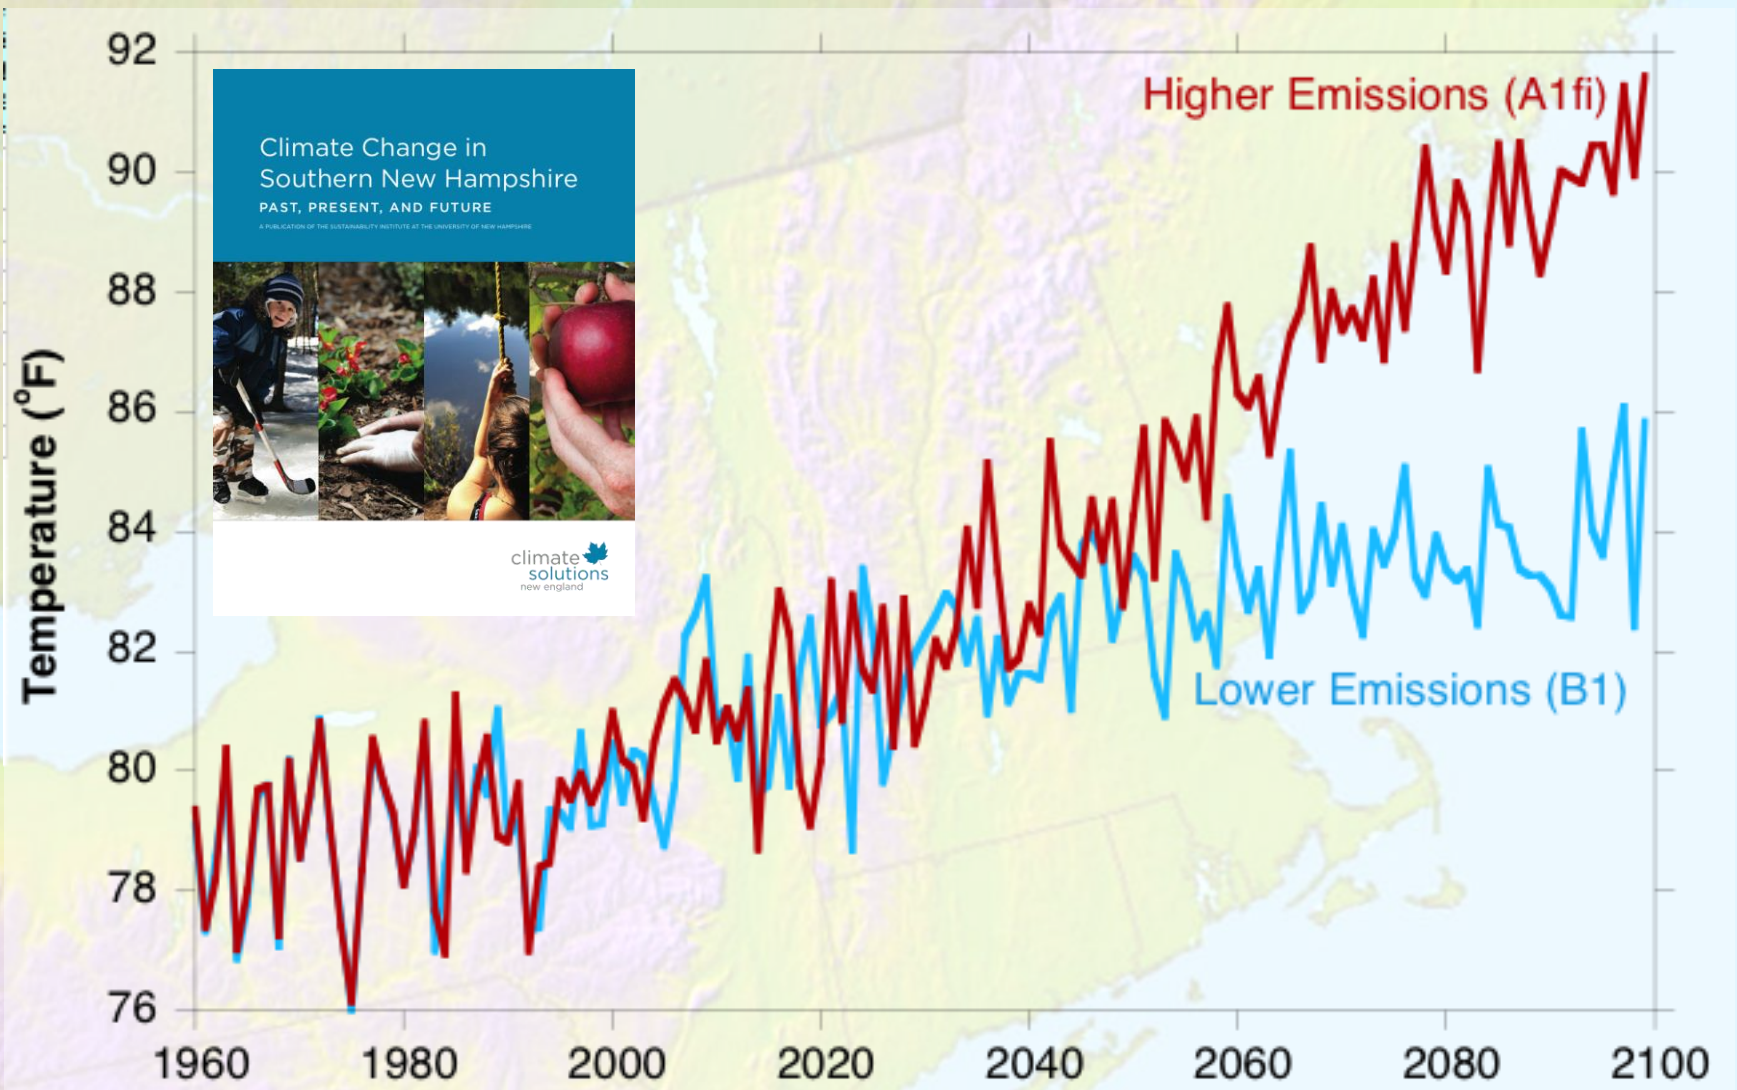 92
90
88
86
84
82
80
78
76
Temperature (°F)
1960 1980 2000 2020 2040 2060 2080 2100
Higher Emissions (A1fi)
Lower Emissions (B1)
Climate Change in
Southern New Hampshire
PAST, PRESENT, AND FUTURE
A PUBLICATION OF THE SUSTAINABILITY INSTITUTE AT THE UNIVERSITY OF NEW HAMPSHIRE
climate
solutions
new england